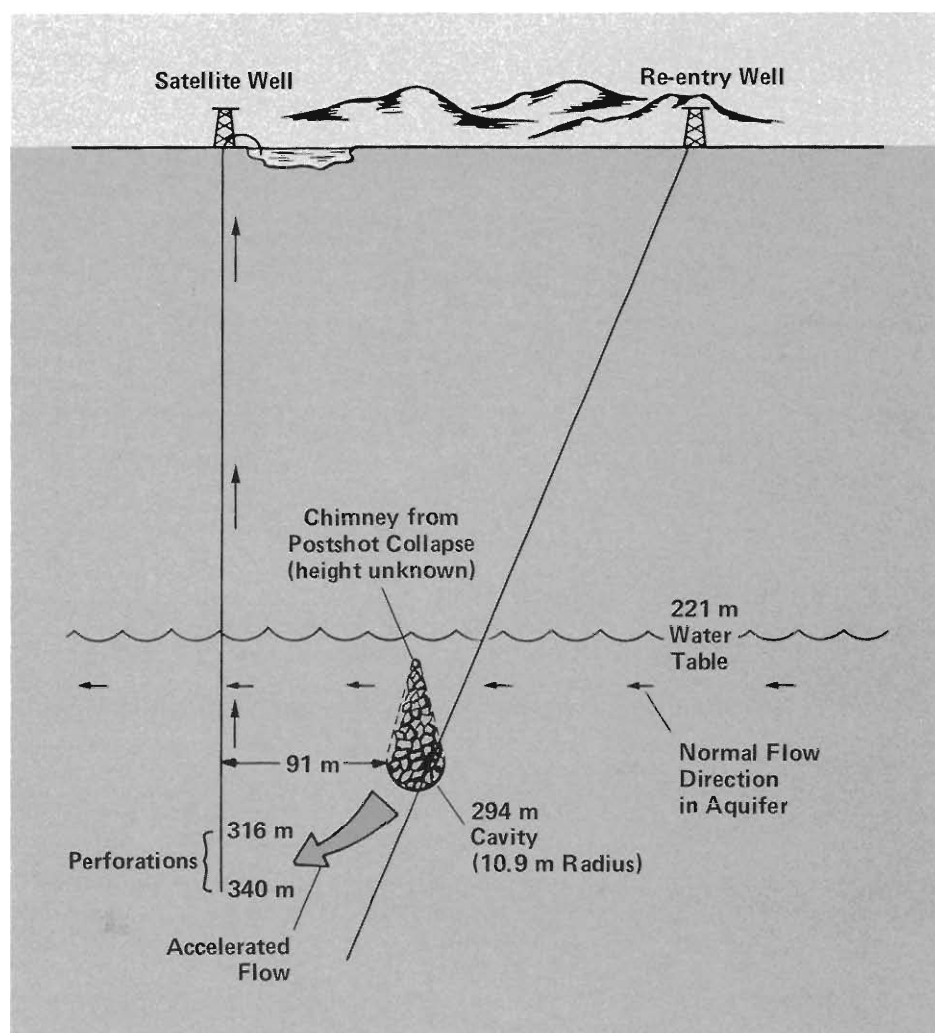 Satellite Well
Re-entry Well
Chimney from
Postshot Collapse
(height unknown)
221 m
Water
Table
91 m
Normal Flow
Direction
in Aquifer
294 m
Cavity
(10.9 m Radius)
316 m
Perforations
340 m
Accelerated
Flow